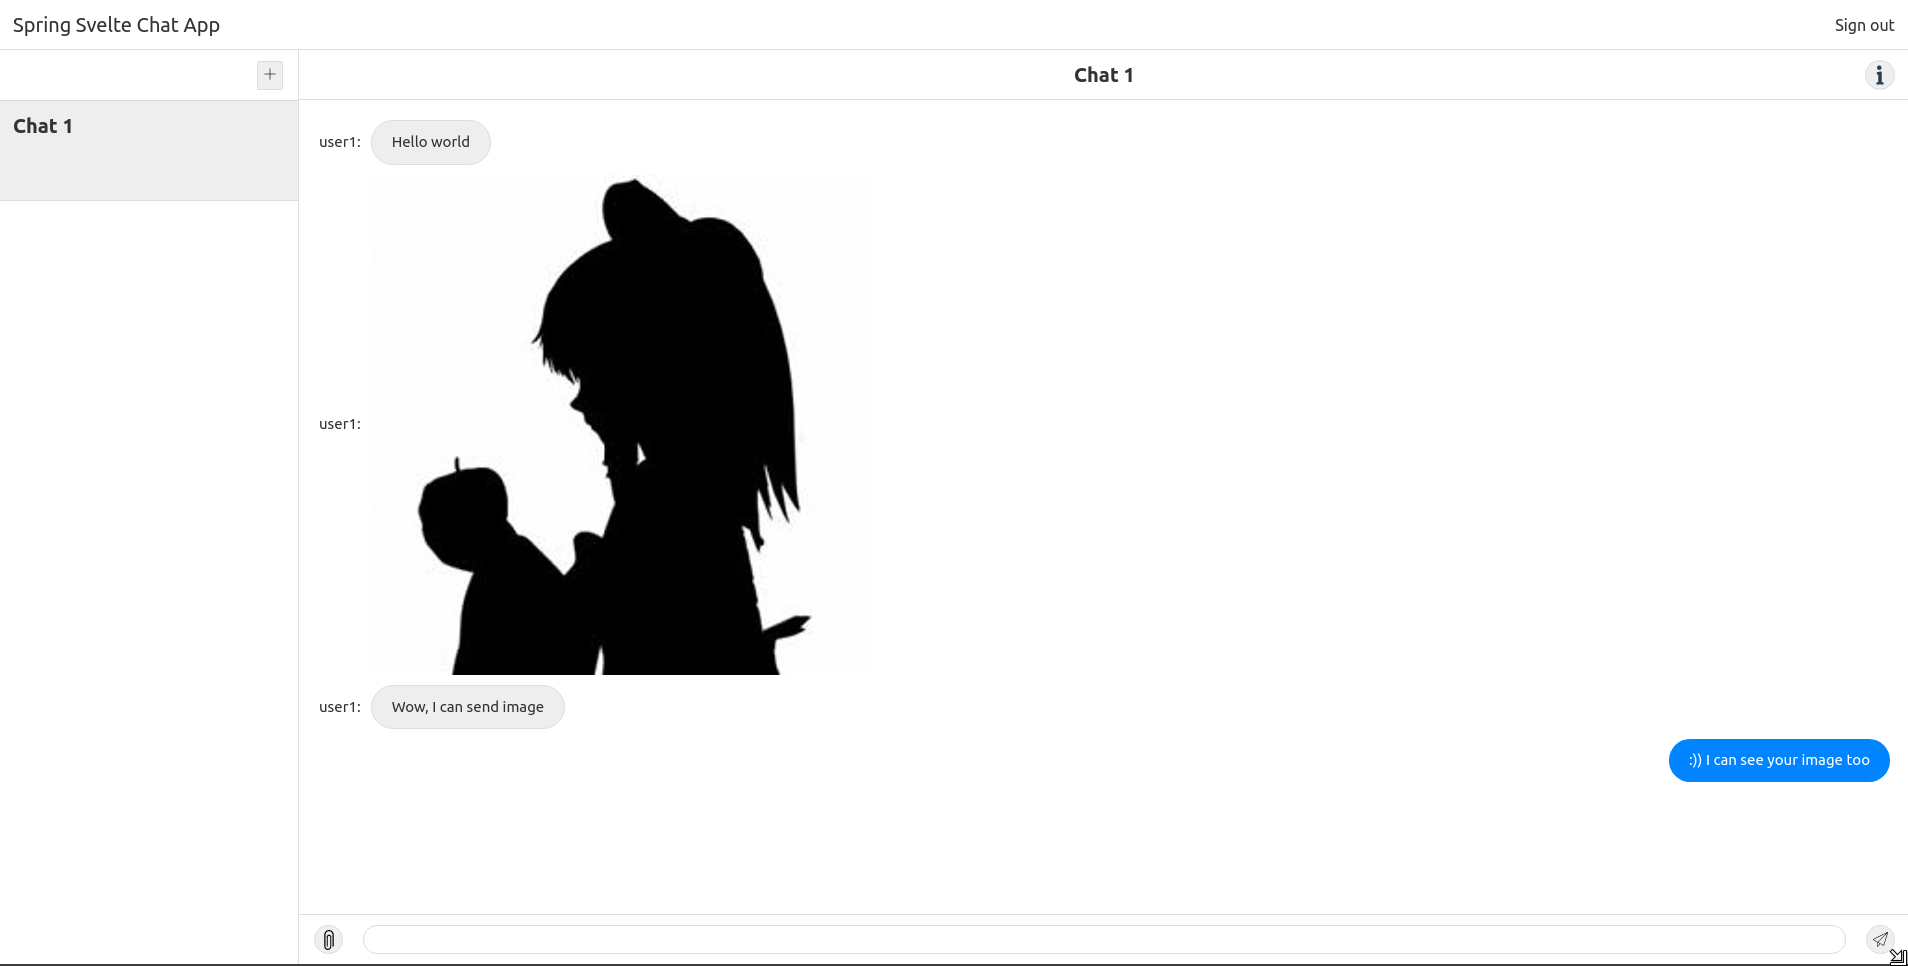 Spring Svelte Chat App
Sign out
+
Chat 1
Chat 1
i
user1: Hello world
user1:
user1: Wow, I can send image
:)) I can see your image too